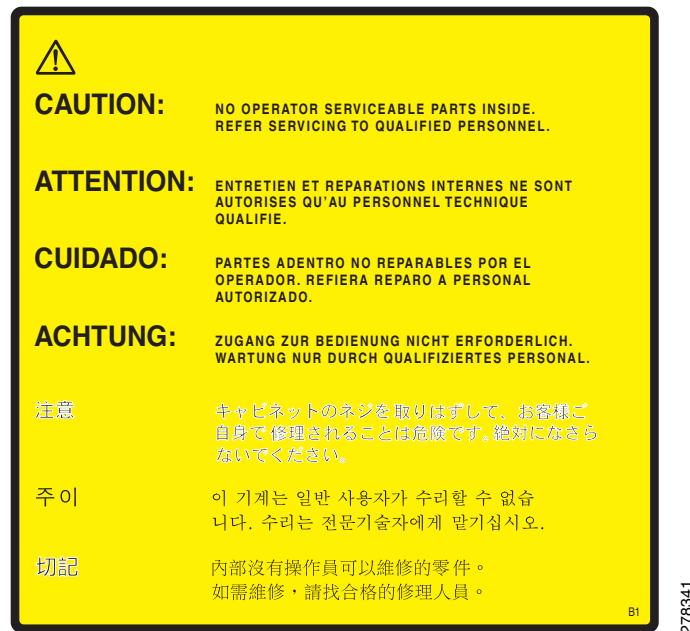 CAUTION: NO OPERATOR SERVICEABLE PARTS INSIDE.
REFER SERVICING TO QUALIFIED PERSONNEL.
ATTENTION: ENTRETIEN ET REPARATIONS INTERNES NE SONT
AUTORISES QU'AU PERSONNEL TECHNIQUE
QUALIFIE.
CUIDADO: PARTES ADENTRO NO REPARABLES POR EL
OPERADOR. REFIERA REPARO A PERSONAL
AUTORIZADO.
ACHTUNG: ZUGANG ZUR BEDIENUNG NICHT ERFORDERLICH.
WARTUNG NUR DURCH QUALIFIZIERTES PERSONAL.
注意 キャビネットのネジを取りはずして、お客様ご
自身で修理されることは危険です。絶対になさら
ないでください。
주이 이 기계는 일반 사용자가 수리할 수 없습
니다. 수리는 전문기술자에게 맡기십시오.
切記 內部沒有操作員可以維修的零件。
如需維修，請找合格的修理人員。
B1
278341